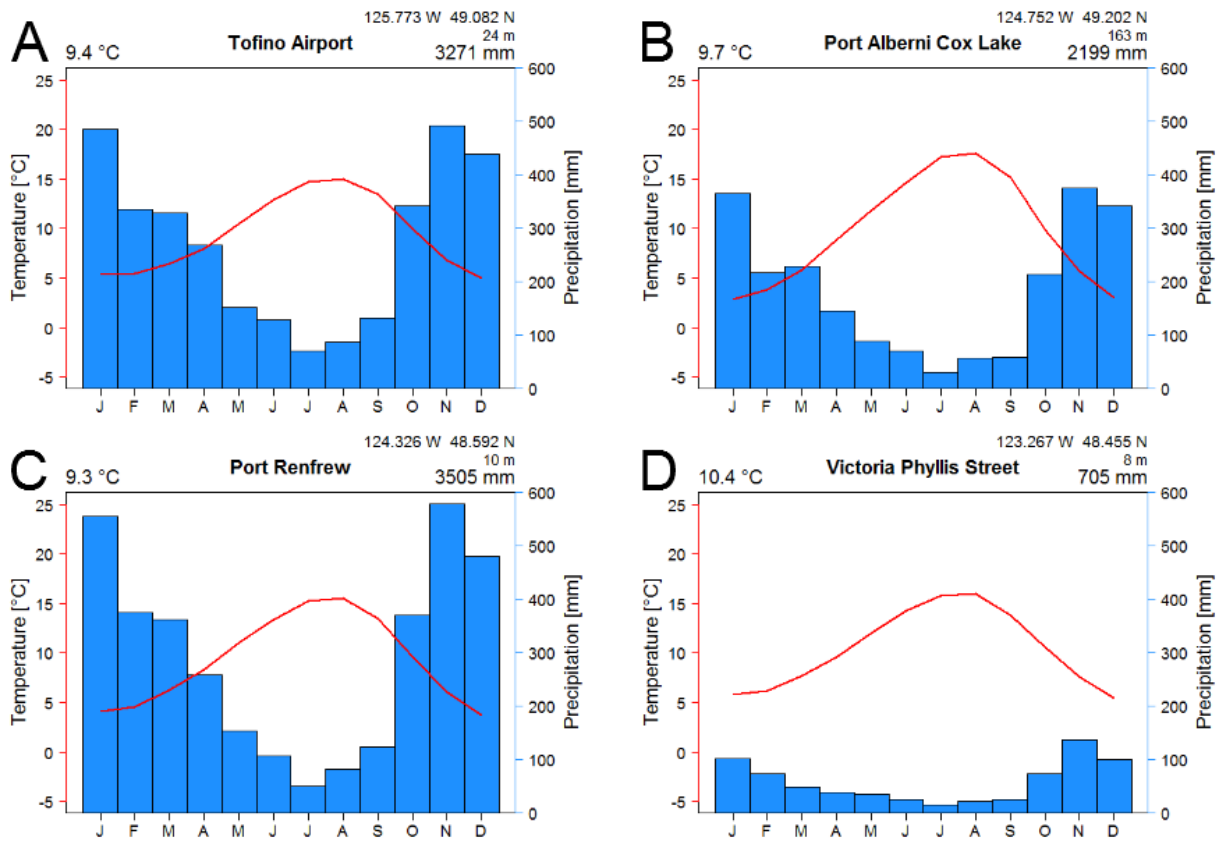 A
125.773 W 49.082 N
Tofino Airport
24 m
9.4 °C
3271 mm
Temperature [°C]
25
20
15
10
5
0
-5
Precipitation [mm]
600
500
400
300
200
100
0
J F M A M J J A S O N D
B
124.752 W 49.202 N
Port Alberni Cox Lake
163 m
9.7 °C
2199 mm
Temperature [°C]
25
20
15
10
5
0
-5
Precipitation [mm]
600
500
400
300
200
100
0
J F M A M J J A S O N D
C
124.326 W 48.592 N
Port Renfrew
10 m
9.3 °C
3505 mm
Temperature [°C]
25
20
15
10
5
0
-5
Precipitation [mm]
600
500
400
300
200
100
0
J F M A M J J A S O N D
D
123.267 W 48.455 N
Victoria Phyllis Street
8 m
10.4 °C
705 mm
Temperature [°C]
25
20
15
10
5
0
-5
Precipitation [mm]
600
500
400
300
200
100
0
J F M A M J J A S O N D